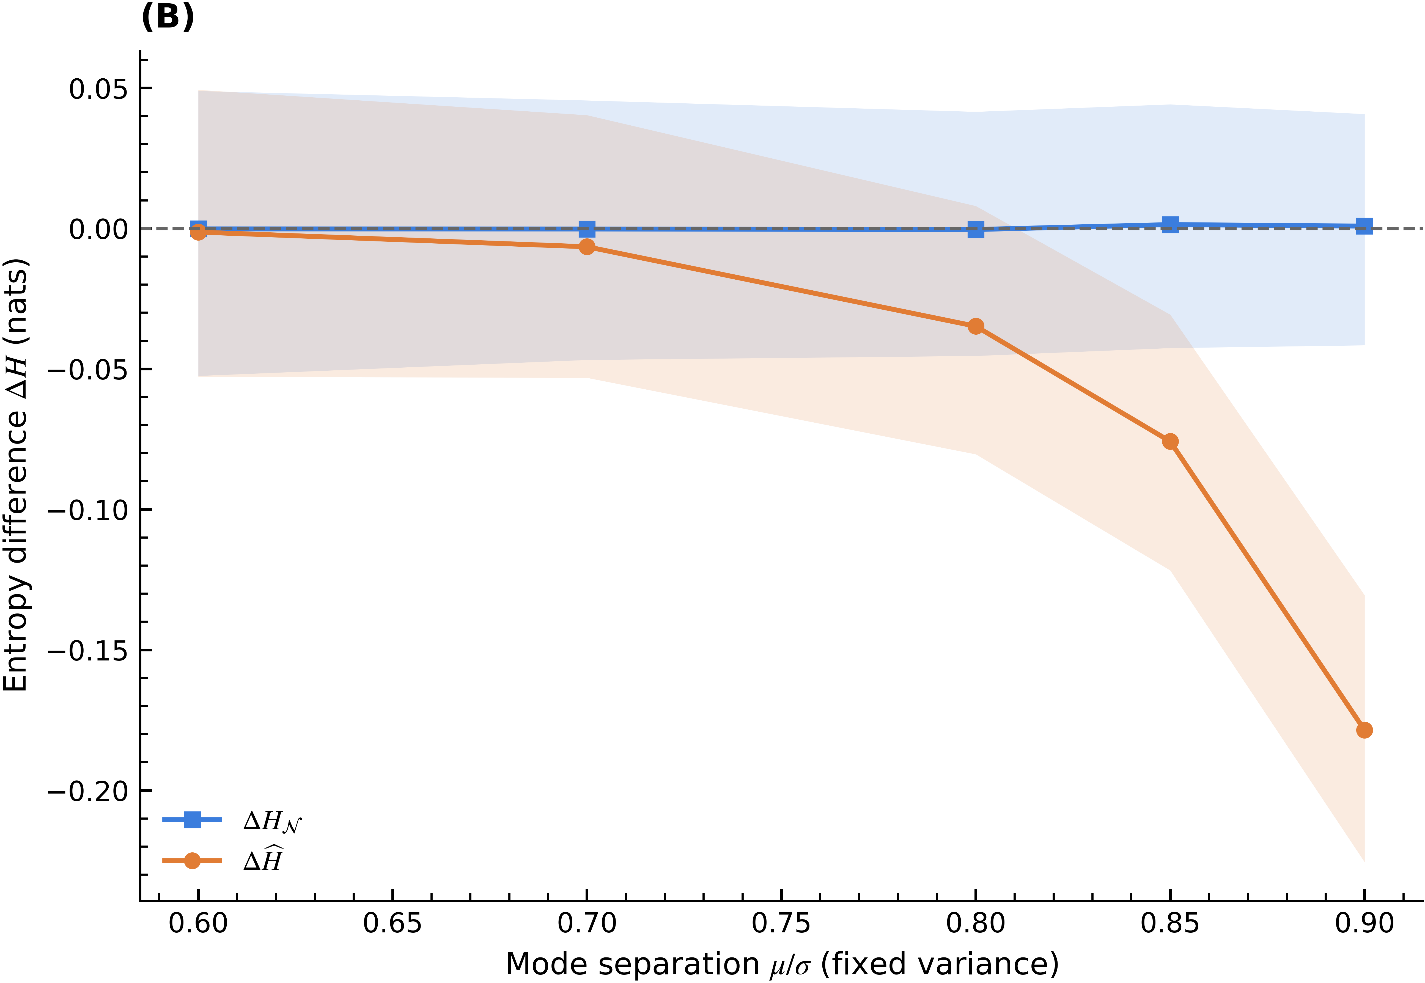 (B)
Entropy difference ΔH (nats)
0.05
0.00
−0.05
−0.10
−0.15
−0.20
ΔH𝒩
ΔĤ
0.60 0.65 0.70 0.75 0.80 0.85 0.90
Mode separation μ/σ (fixed variance)